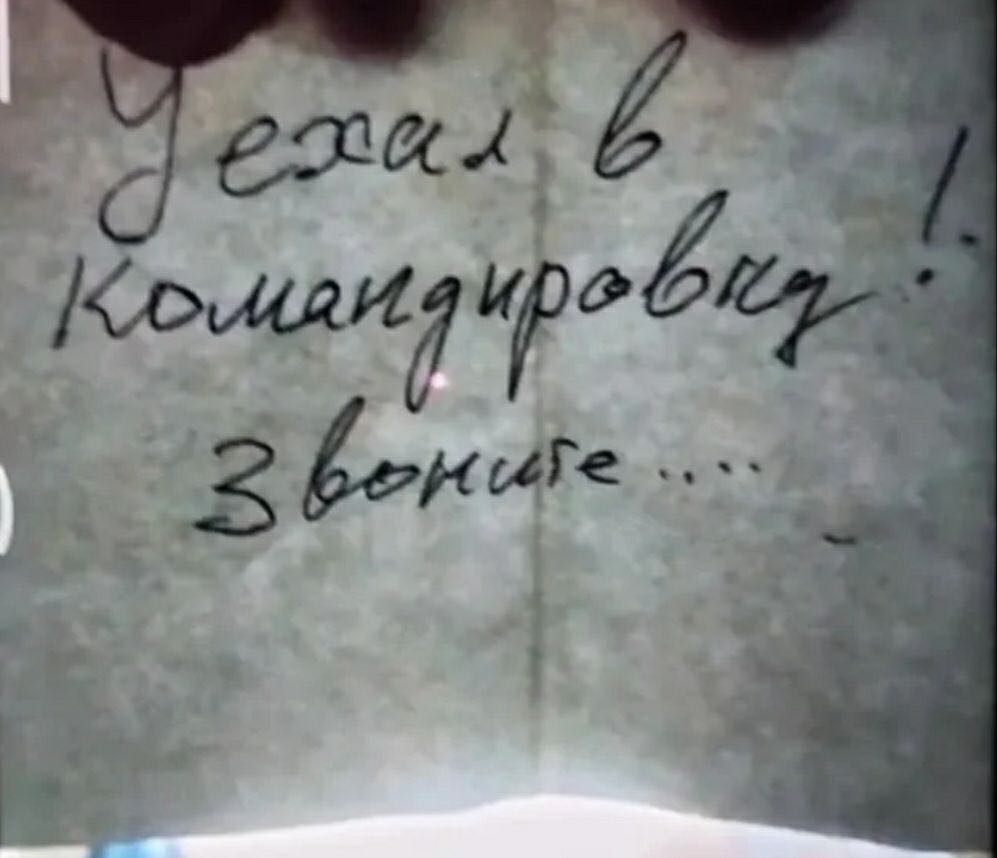 Уехал в
командировку!
Звоните....